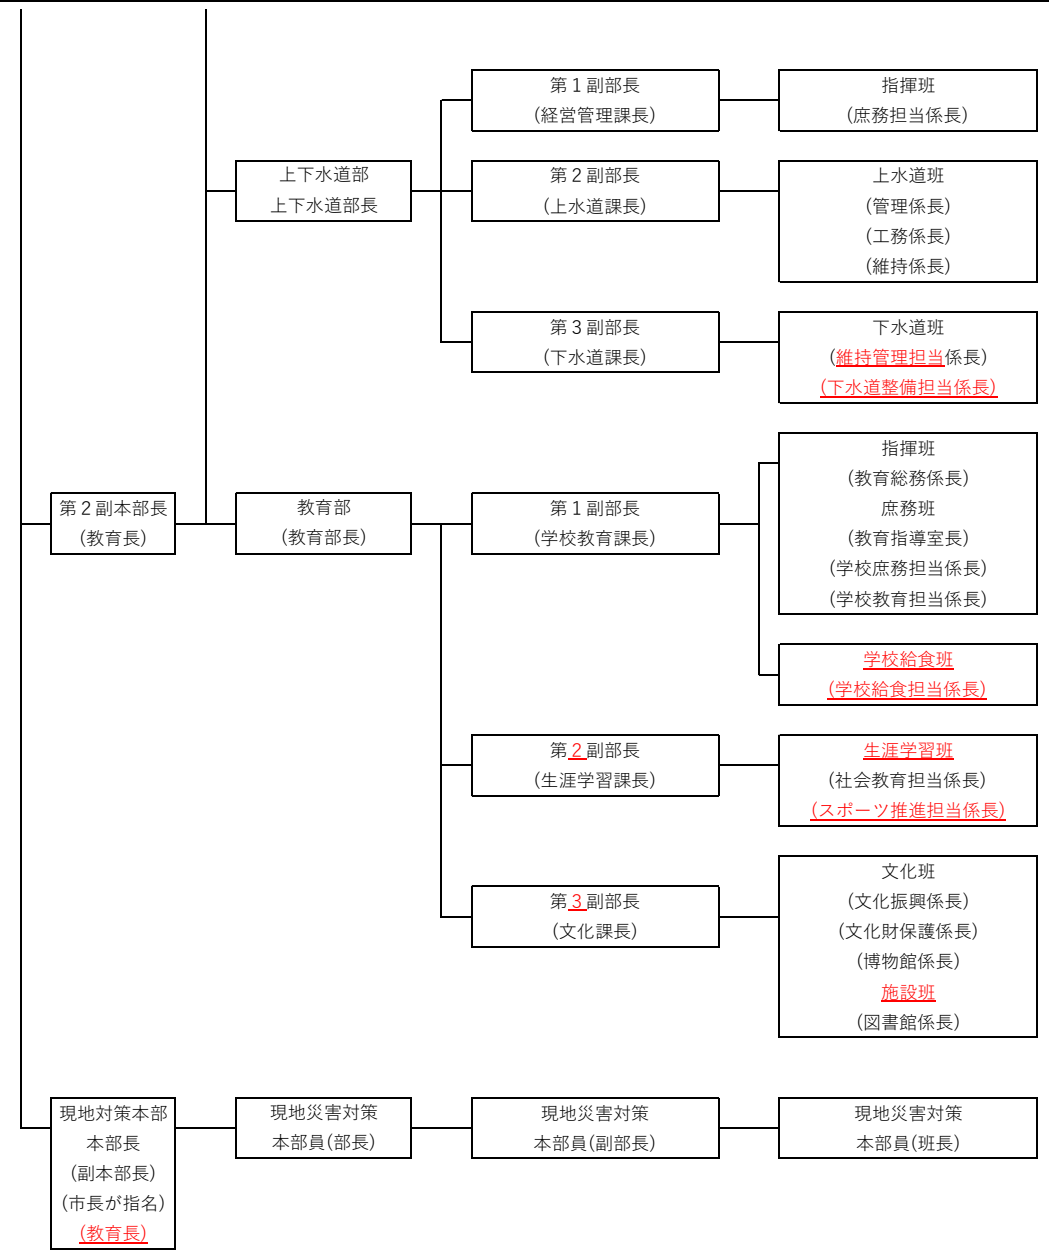 第１副部長
(経営管理課長)
指揮班
(庶務担当係長)
上下水道部
上下水道部長
第２副部長
(上水道課長)
上水道班
(管理係長)
(工務係長)
(維持係長)
第３副部長
(下水道課長)
下水道班
(維持管理担当係長)
(下水道整備担当係長)
第２副本部長
(教育長)
教育部
(教育部長)
第１副部長
(学校教育課長)
指揮班
(教育総務係長)
庶務班
(教育指導室長)
(学校庶務担当係長)
(学校教育担当係長)
学校給食班
(学校給食担当係長)
第２副部長
(生涯学習課長)
生涯学習班
(社会教育担当係長)
(スポーツ推進担当係長)
第３副部長
(文化課長)
文化班
(文化振興係長)
(文化財保護係長)
(博物館係長)
施設班
(図書館係長)
現地対策本部
本部長
(副本部長)
(市長が指名)
(教育長)
現地災害対策
本部員(部長)
現地災害対策
本部員(副部長)
現地災害対策
本部員(班長)